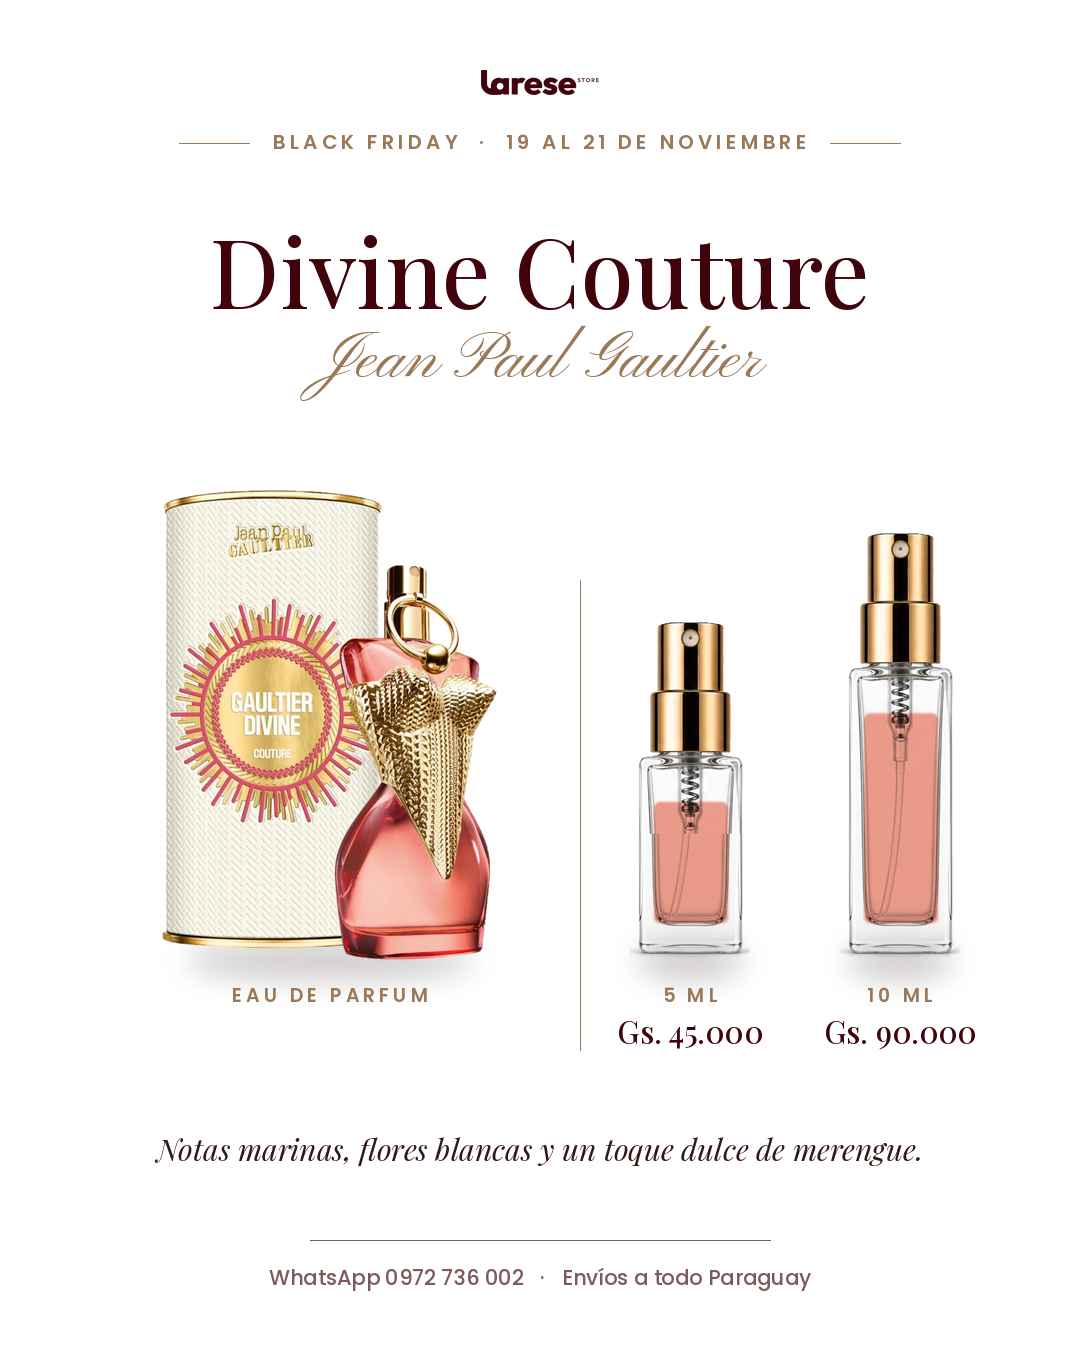 Larese STORE
BLACK FRIDAY · 19 AL 21 DE NOVIEMBRE
Divine Couture
Jean Paul Gaultier
Jean Paul
GAULTIER
GAULTIER
DIVINE
COUTURE
EAU DE PARFUM
5 ML
Gs. 45.000
10 ML
Gs. 90.000
Notas marinas, flores blancas y un toque dulce de merengue.
WhatsApp 0972 736 002 · Envíos a todo Paraguay